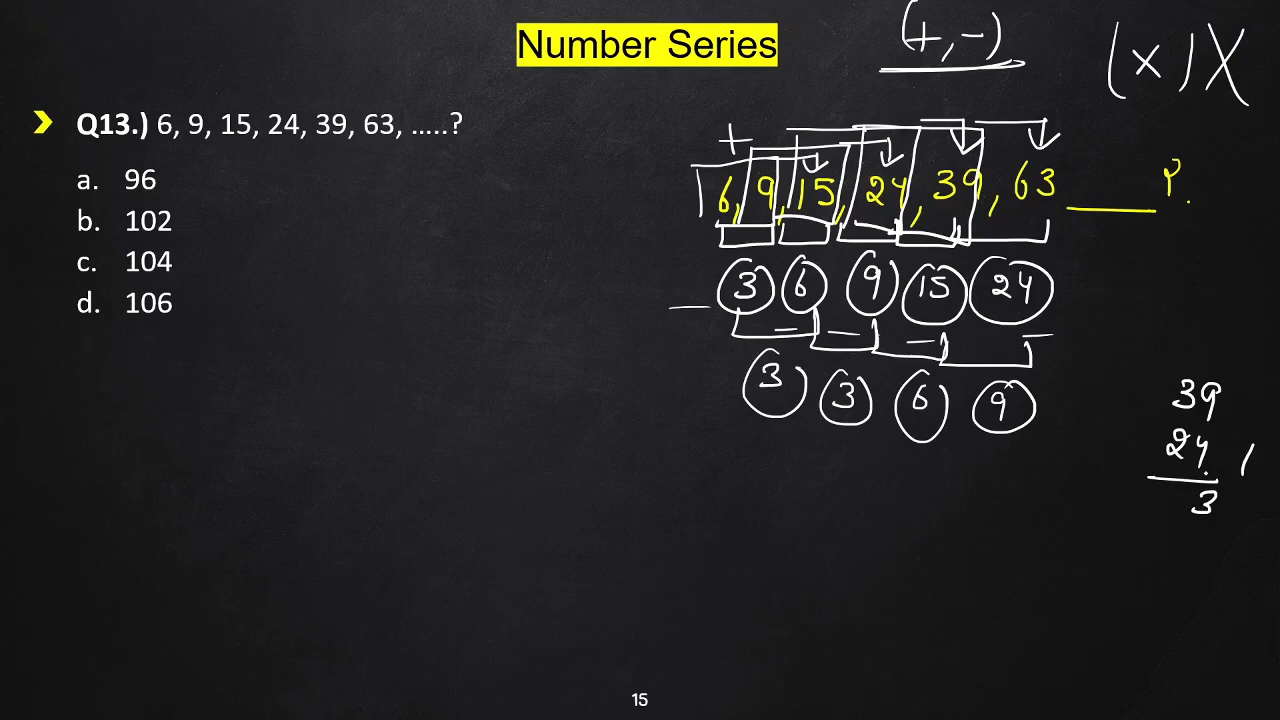 Number Series
(+, -)
(x) X
Q13.) 6, 9, 15, 24, 39, 63, .....?
a. 96
b. 102
c. 104
d. 106
+
6, 9, 15, 24, 39, 63 ____ ?
3 6 9 15 24
- - - - -
3 3 6 9
39
24
3
15